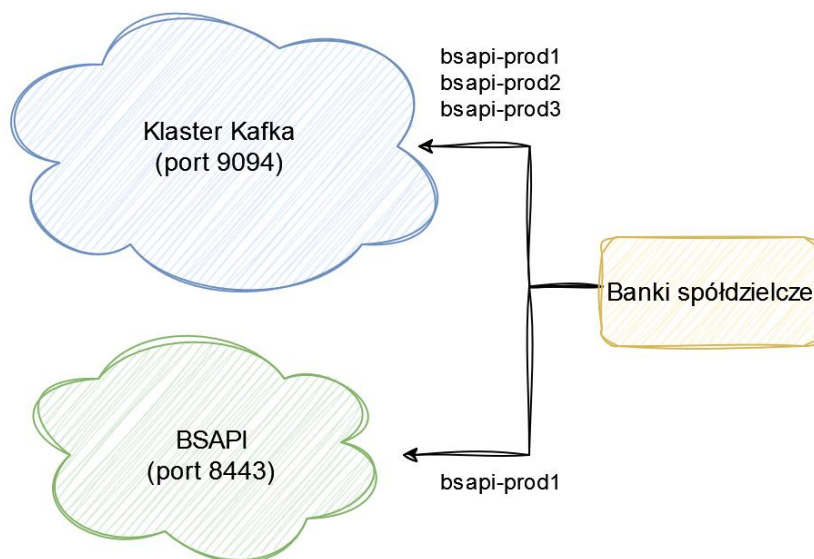 bsapi-prod1
bsapi-prod2
bsapi-prod3
Klaster Kafka
(port 9094)
Banki spółdzielcze
BSAPI
(port 8443)
bsapi-prod1